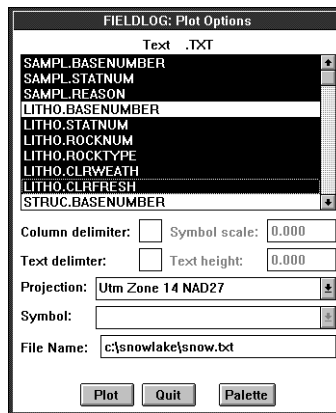 FIELDLOG: Plot Options
Text .TXT
SAMPL.BASENUMBER
SAMPL.STATNUM
SAMPL.REASON
LITHO.BASENUMBER
LITHO.STATNUM
LITHO.ROCKNUM
LITHO.ROCKTYPE
LITHO.CLRWEATH
LITHO.CLRFRESH
STRUC.BASENUMBER
Column delimiter: Symbol scale: 0.000
Text delimter: Text height: 0.000
Projection: Utm Zone 14 NAD27
Symbol:
File Name: c:\snowlake\snow.txt
Plot Quit Palette